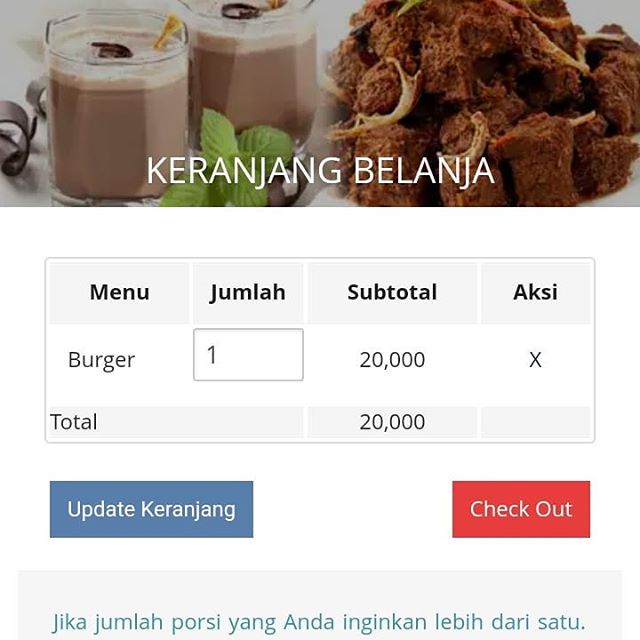 KERANJANG BELANJA
Menu Jumlah Subtotal Aksi
Burger 1 20,000 X
Total 20,000
Update Keranjang Check Out
Jika jumlah porsi yang Anda inginkan lebih dari satu.